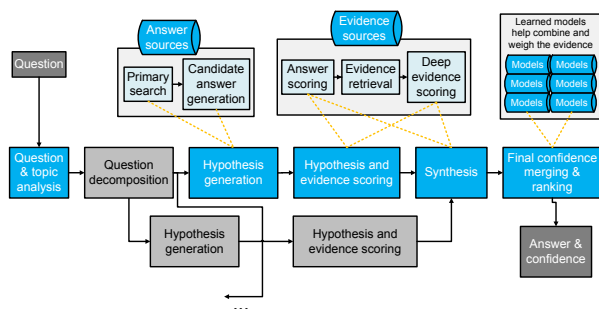 Question
Answer
sources
Primary
search
Candidate
answer
generation
Evidence
sources
Answer
scoring
Evidence
retrieval
Deep
evidence
scoring
Learned models
help combine and
weigh the evidence
Models
Models
Models
Models
Models
Models
Question
& topic
analysis
Question
decomposition
Hypothesis
generation
Hypothesis and
evidence scoring
Synthesis
Final confidence
merging &
ranking
Hypothesis
generation
Hypothesis and
evidence scoring
Answer &
confidence
...